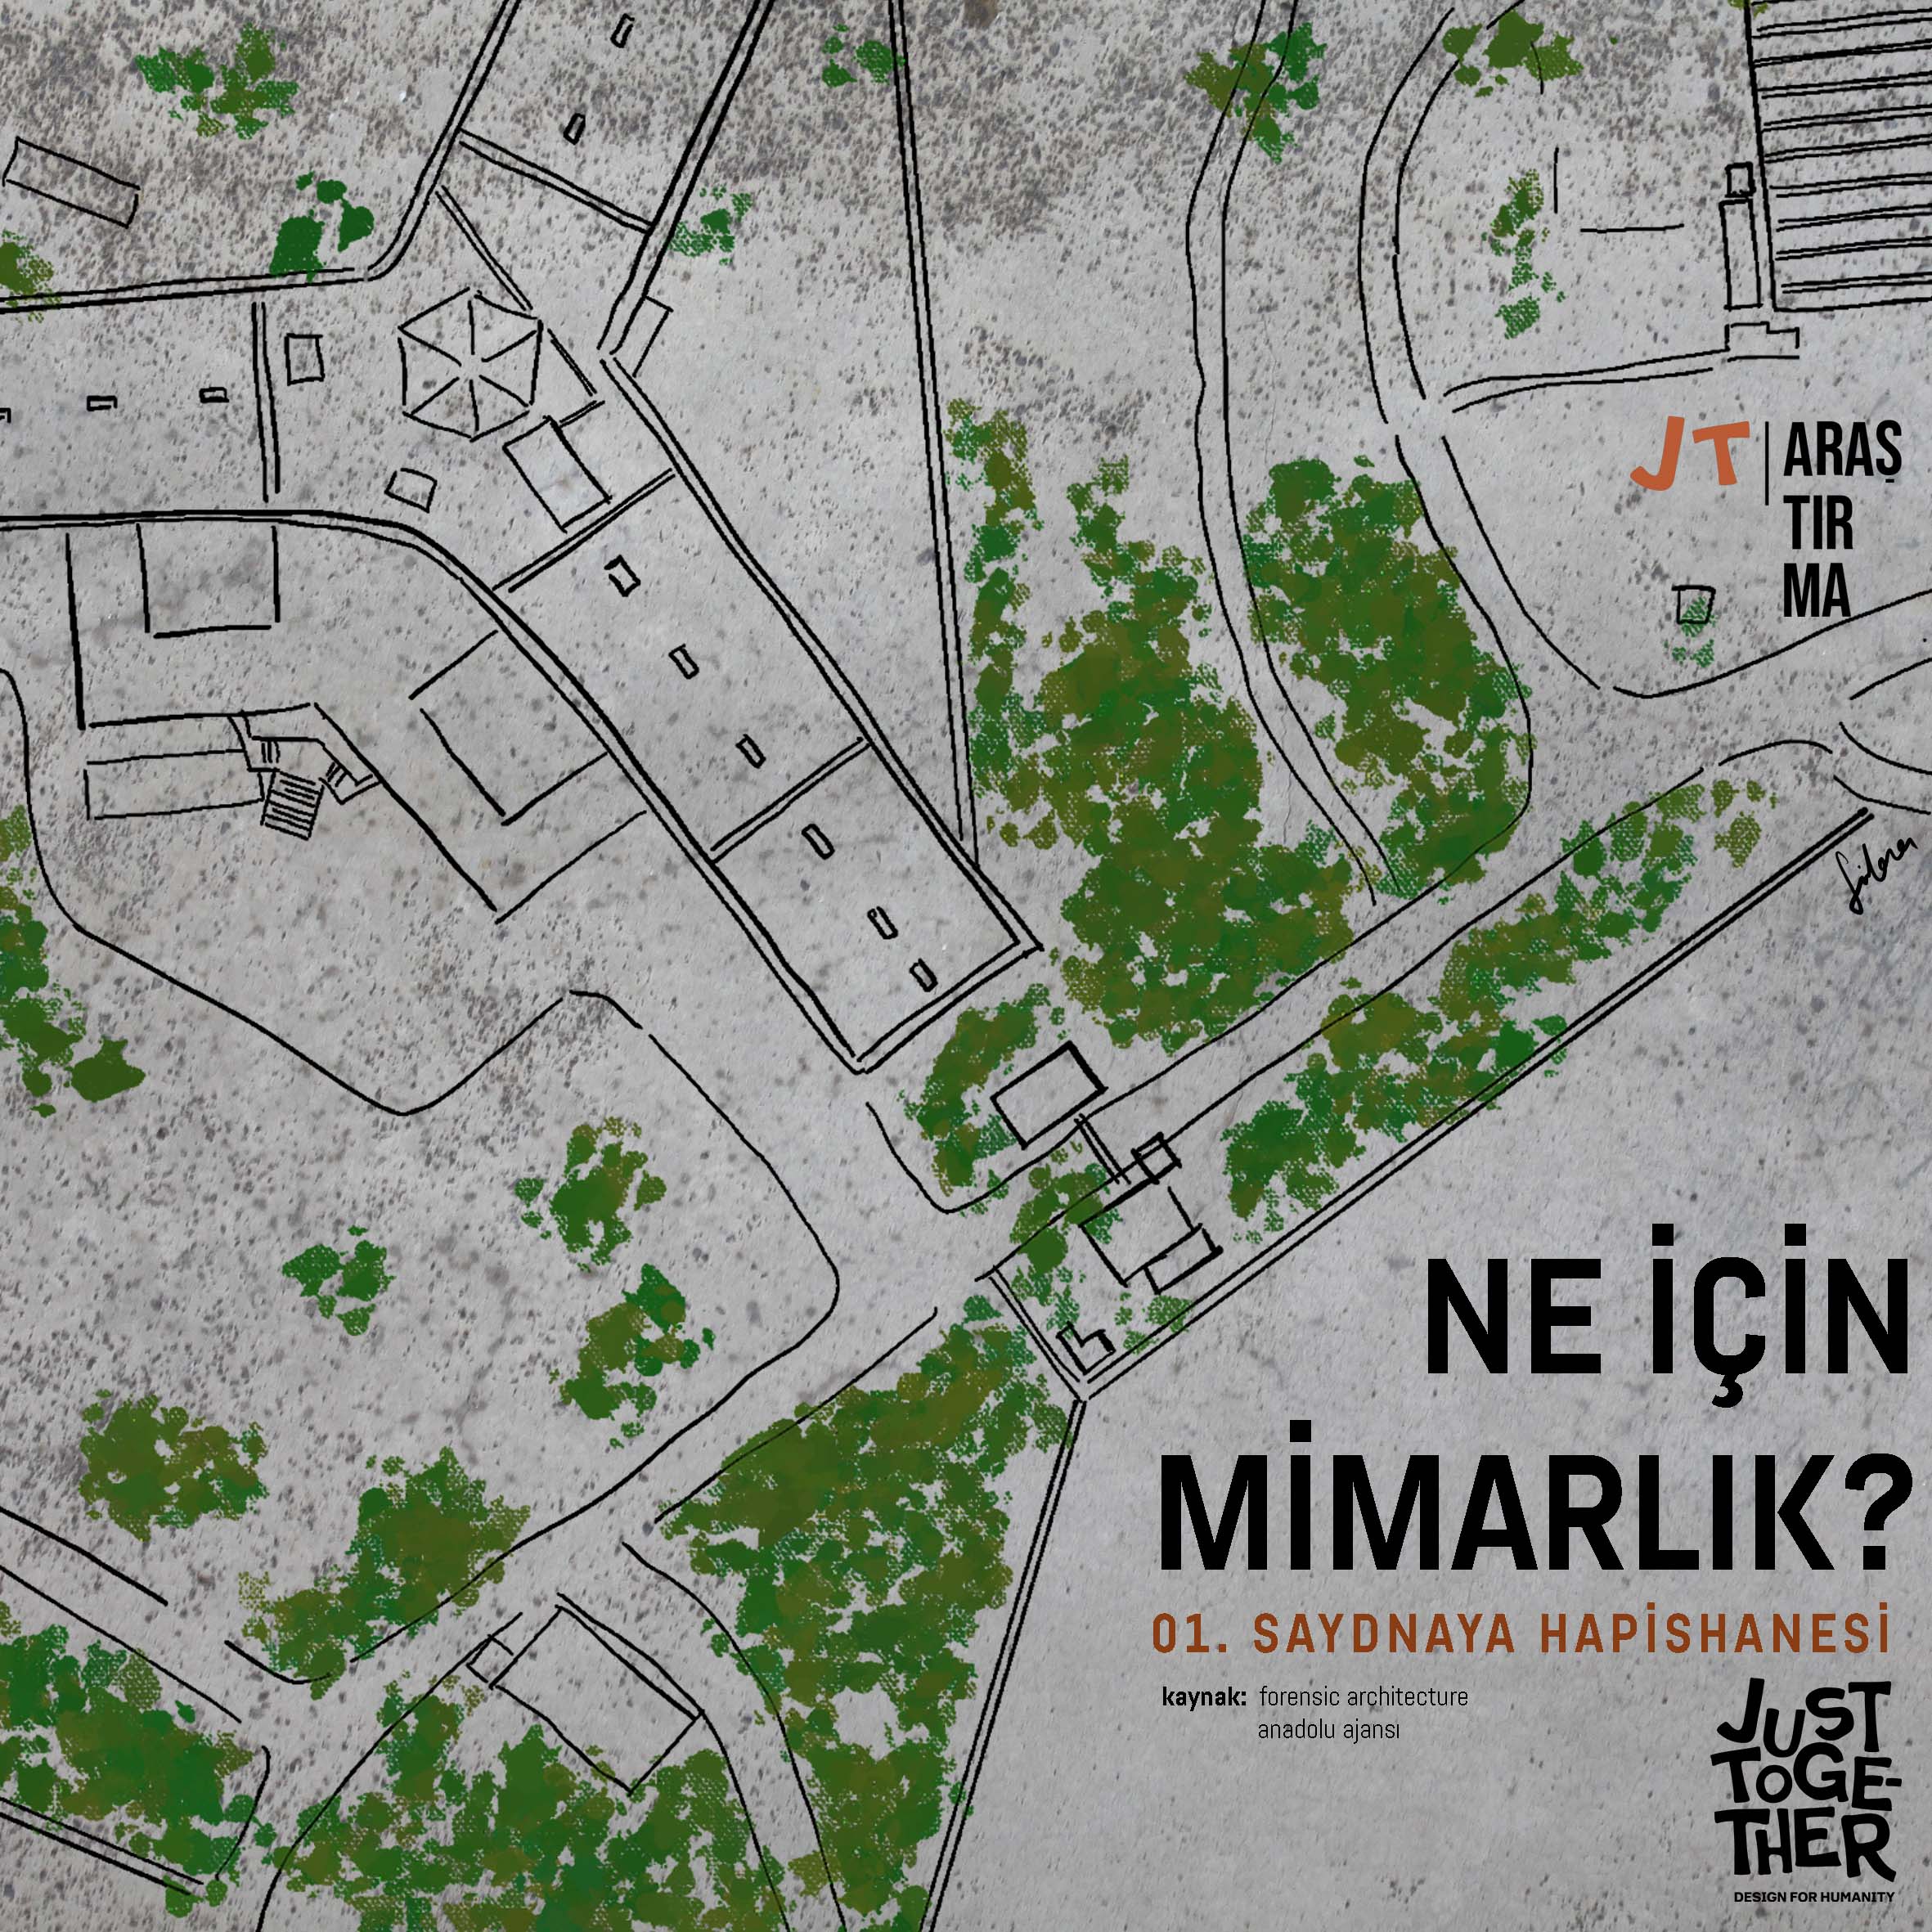 JT ARAŞ
TIR
MA
NE İÇİN
MİMARLIK?
01. SAYDNAYA HAPİSHANESİ
kaynak: forensic architecture
anadolu ajansı
JUST
TOGE-
THER
DESIGN FOR HUMANITY